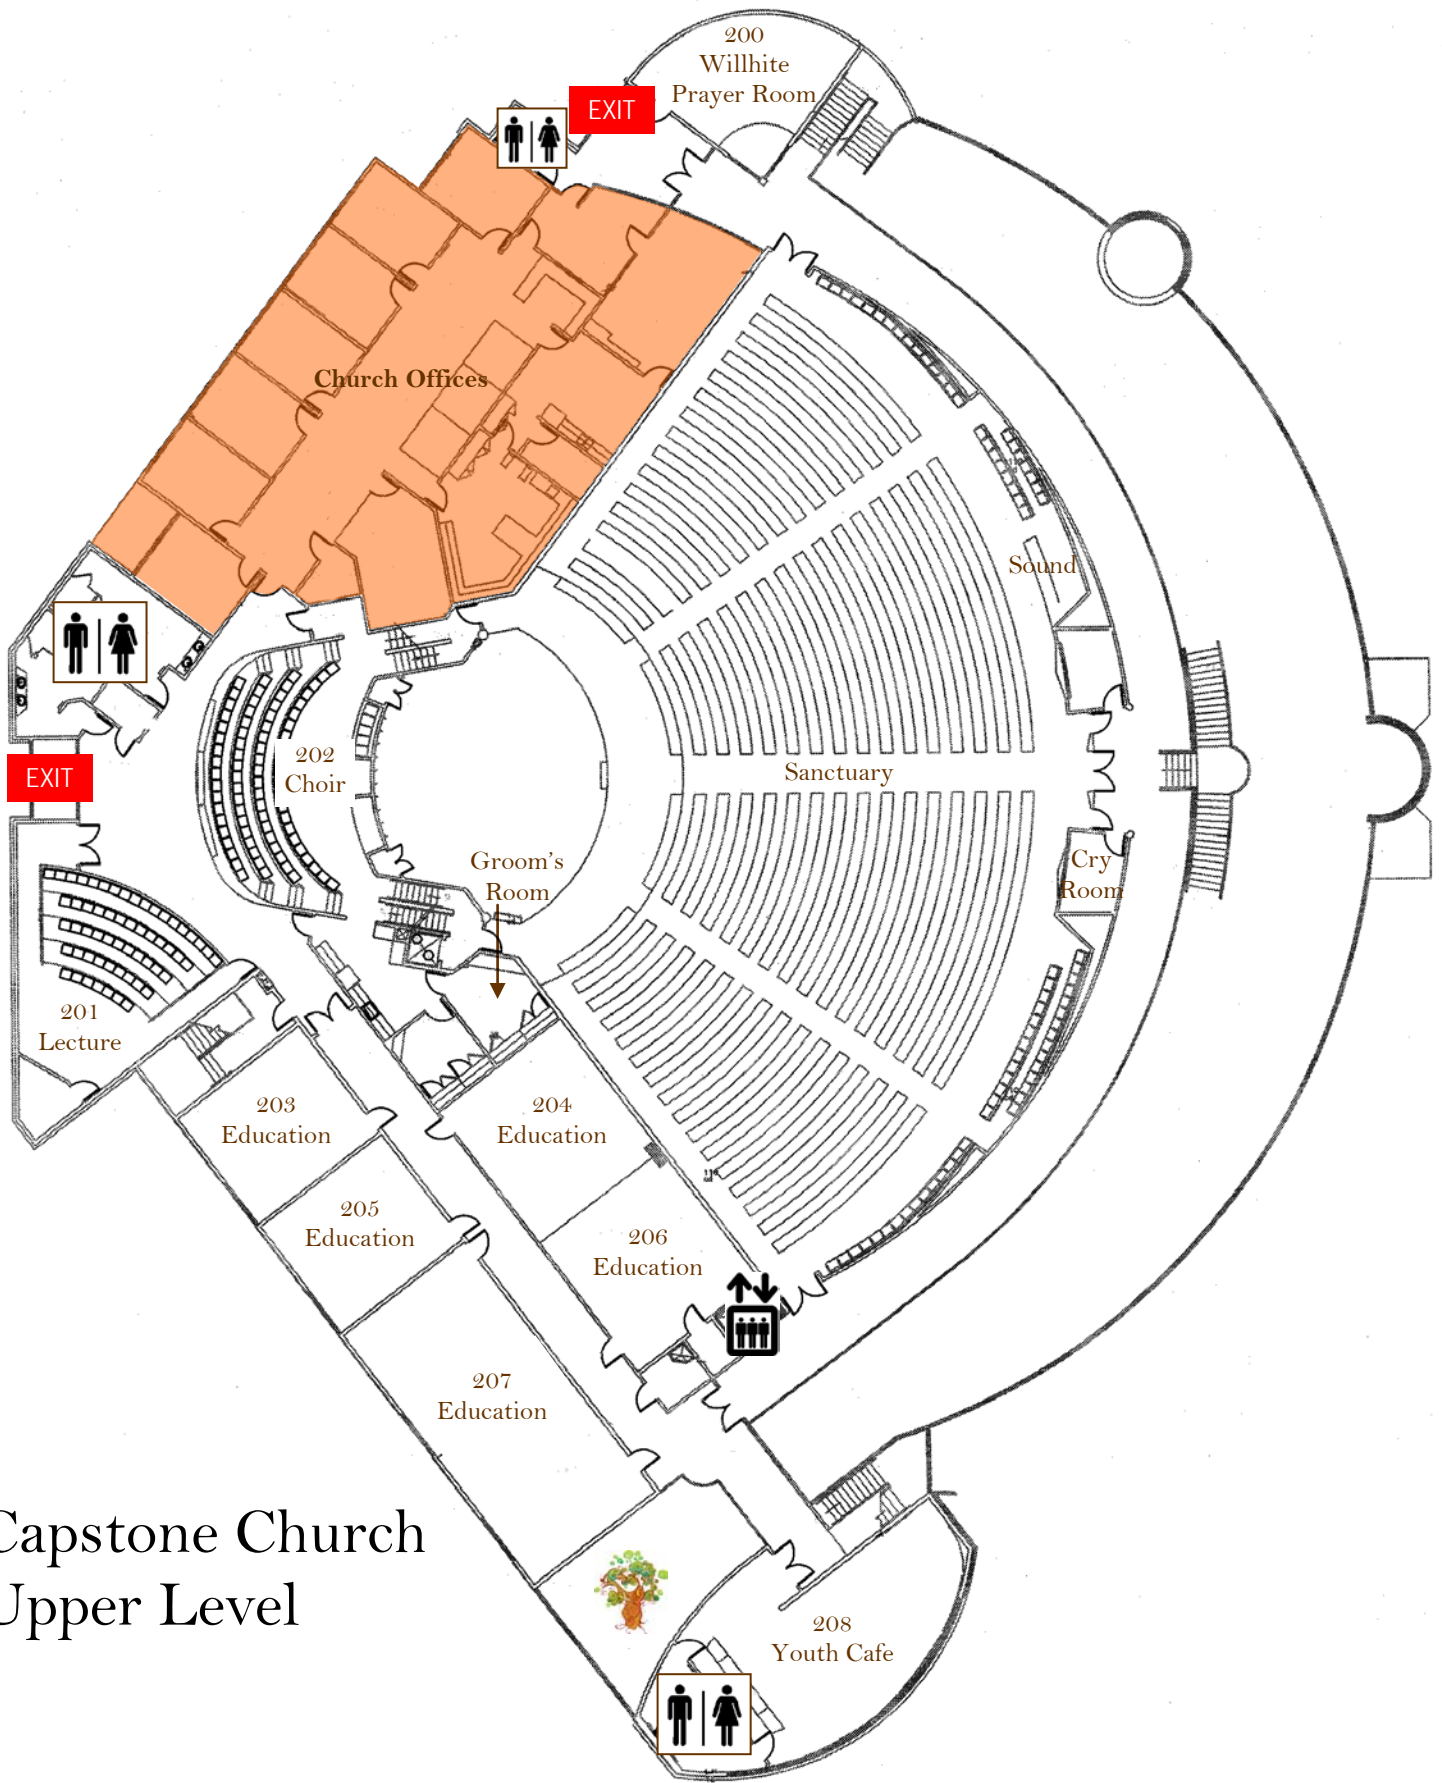 200
Willhite
Prayer Room
EXIT
Church Offices
Sound
EXIT
202
Choir
Sanctuary
Groom's
Room
Cry
Room
201
Lecture
203
Education
204
Education
205
Education
206
Education
207
Education
Capstone Church
Upper Level
208
Youth Cafe